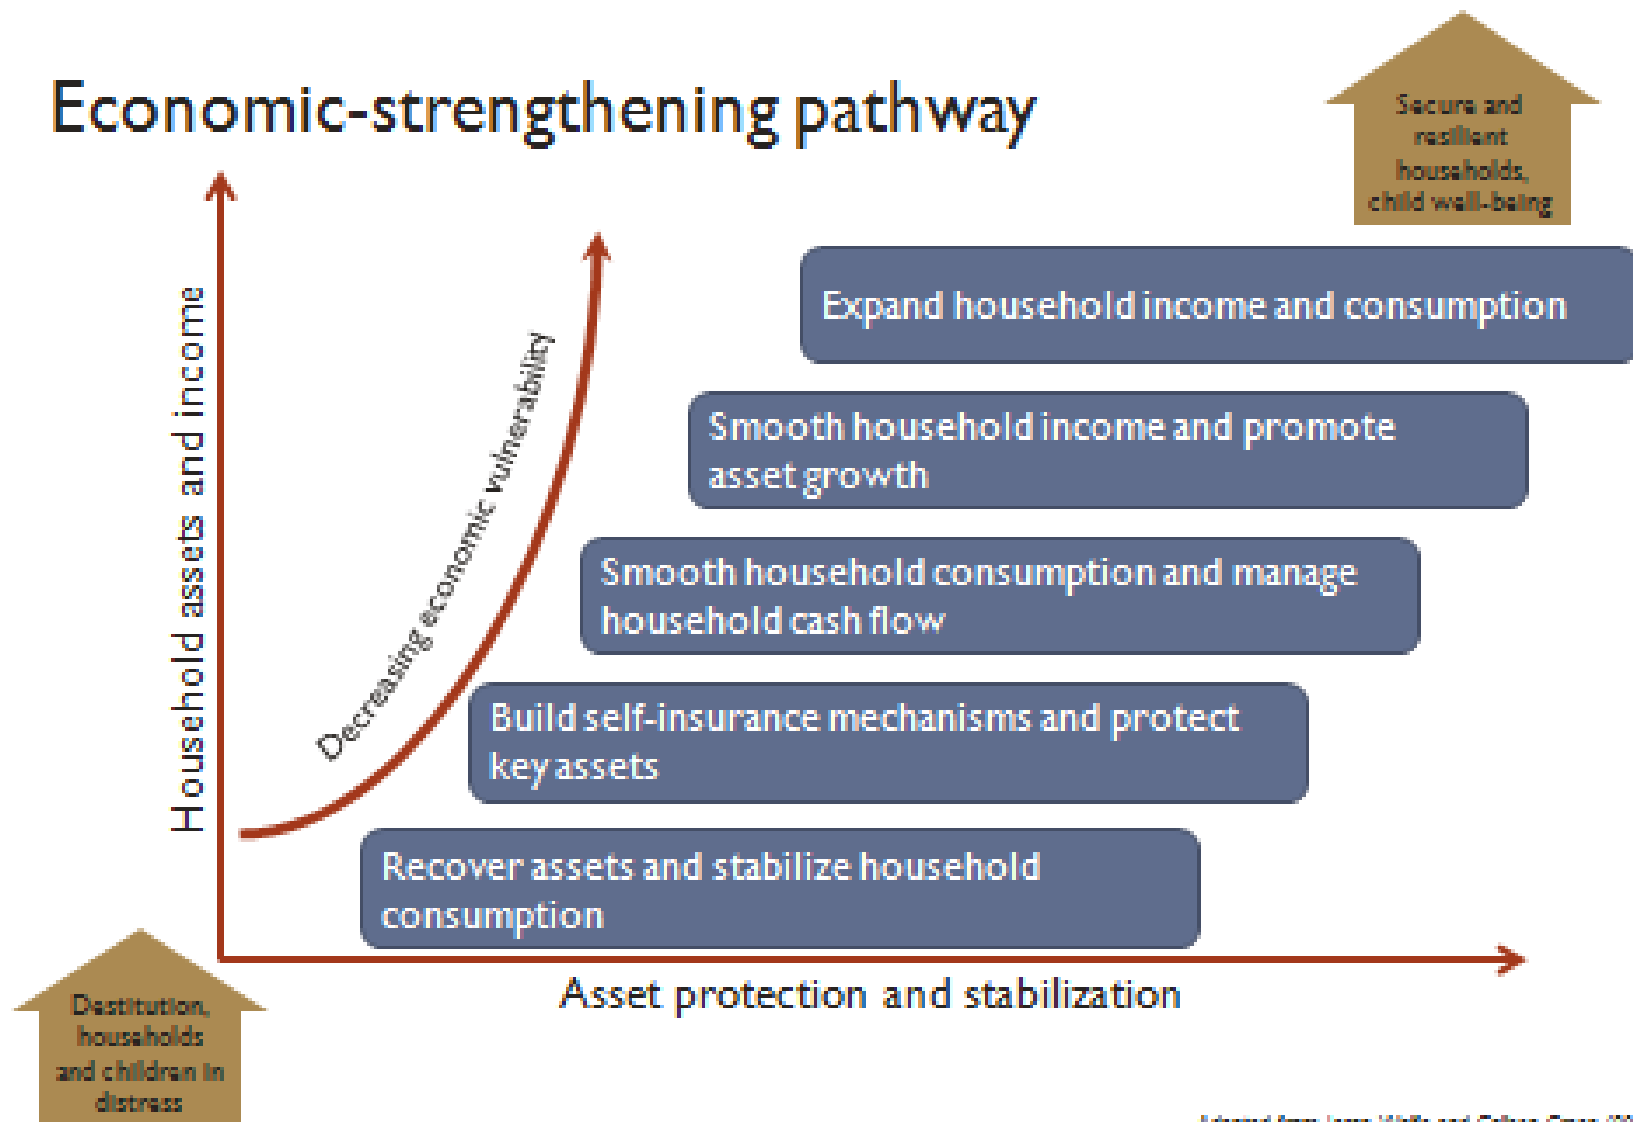 Economic-strengthening pathway
Secure and
resilient
households,
child well-being
Household assets and income
Decreasing economic vulnerability
Expand household income and consumption
Smooth household income and promote
asset growth
Smooth household consumption and manage
household cash flow
Build self-insurance mechanisms and protect
key assets
Recover assets and stabilize household
consumption
Asset protection and stabilization
Destitution,
households
and children in
distress